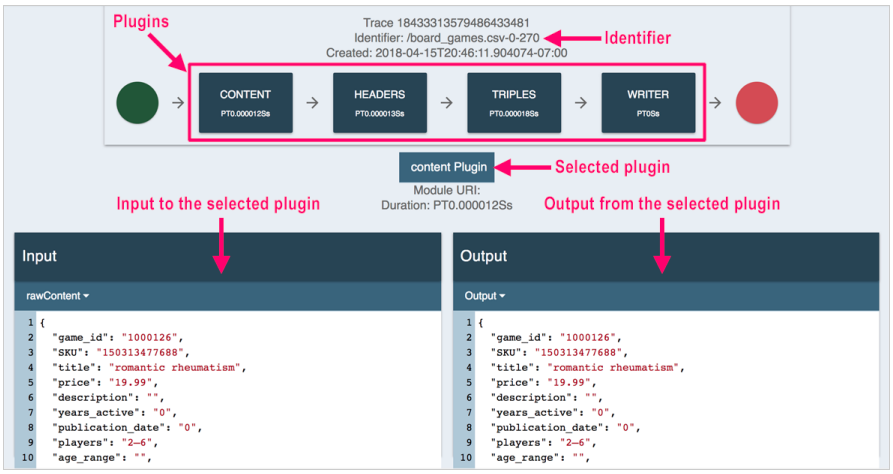 Plugins
Trace 18433313579486433481
Identifier: /board_games.csv-0-270
Identifier
Created: 2018-04-15T20:46:11.904074-07:00
CONTENT
PT0.000012Ss
HEADERS
PT0.000013Ss
TRIPLES
PT0.000018Ss
WRITER
PT0Ss
content Plugin
Selected plugin
Module URI:
Duration: PT0.000012Ss
Input to the selected plugin
Output from the selected plugin
Input
rawContent
1 {
2 "game_id": "1000126",
3 "SKU": "150313477688",
4 "title": "romantic rheumatism",
5 "price": "19.99",
6 "description": "",
7 "years_active": "0",
8 "publication_date": "0",
9 "players": "2–6",
10 "age_range": "",
Output
Output
1 {
2 "game_id": "1000126",
3 "SKU": "150313477688",
4 "title": "romantic rheumatism",
5 "price": "19.99",
6 "description": "",
7 "years_active": "0",
8 "publication_date": "0",
9 "players": "2–6",
10 "age_range": "",